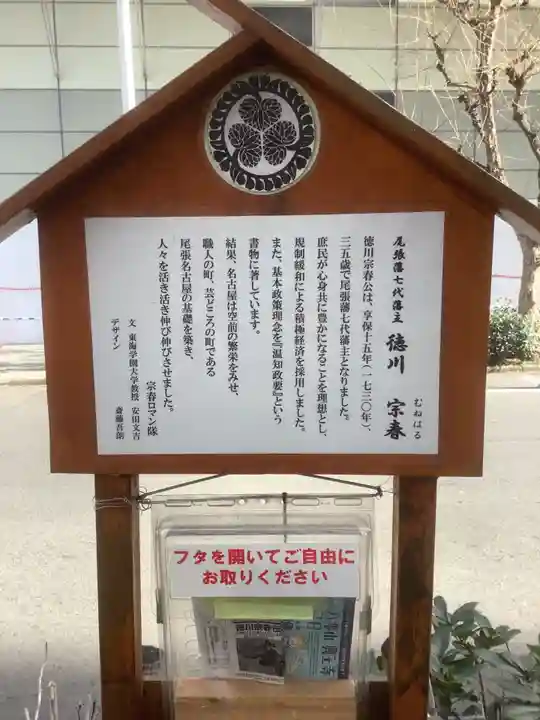 尾張藩七代藩主 徳川 宗春
むねはる
徳川宗春公は、享保十五年(一七三〇年)、
三五歳で尾張藩七代藩主となりました。
庶民が心身共に豊かになることを理想とし、
規制緩和による積極経済を採用しました。
また、基本政策理念を『温知政要』という
書物に著しています。
結果、名古屋は空前の繁栄をみせ、
職人の町、芸どころの町である
尾張名古屋の基礎を築き、
人々を活き活き伸び伸びさせました。
宗春ロマン隊
文 東海学園大学教授 安田文吉
デザイン 斎藤吾朗
フタを開いてご自由に
お取りください